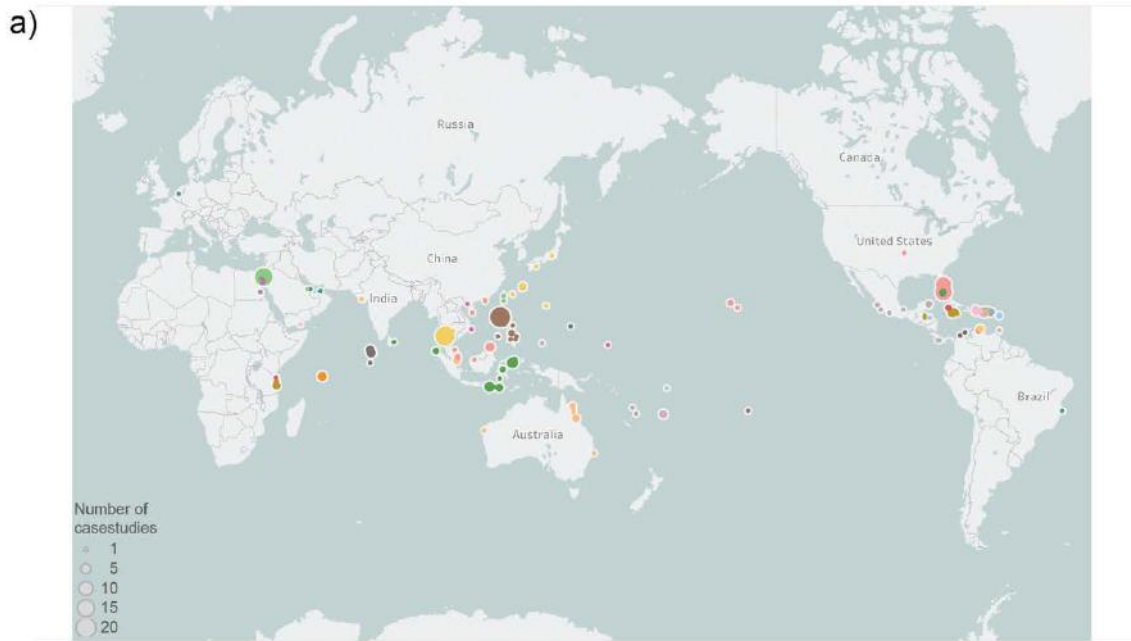 a)
Russia
Canada
United States
China
India
Brazil
Australia
Number of
casestudies
1
5
10
15
20